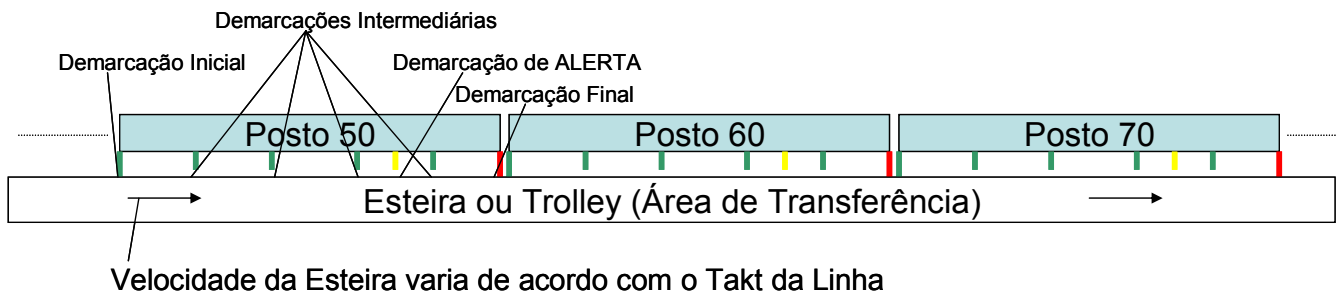 Demarcações Intermediárias
Demarcação Inicial
Demarcação de ALERTA
Demarcação Final
Posto 50
Posto 60
Posto 70
Esteira ou Trolley (Área de Transferência)
Velocidade da Esteira varia de acordo com o Takt da Linha